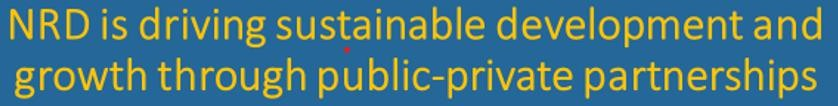 NRD is driving sustainable development and
growth through public-private partnerships